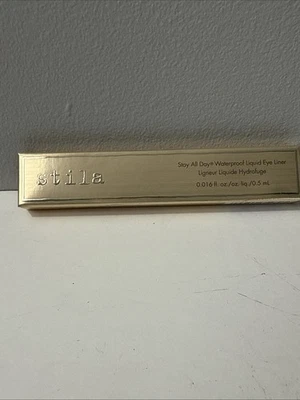 stila
Stay All Day® Waterproof Liquid Eye Liner
Ligneur Liquide Hydrofuge
0.016 fl. oz./oz. liq./0.5 mL